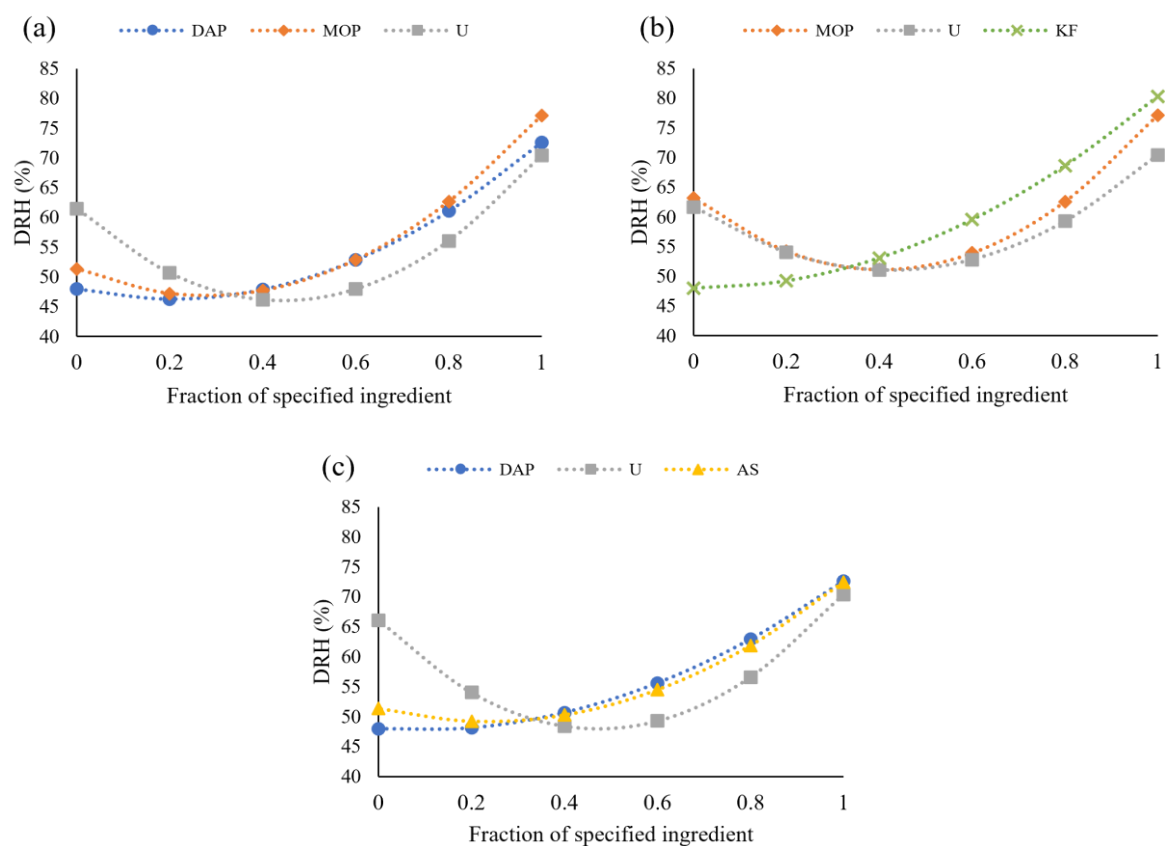 (a)
DAP MOP U
85
80
75
70
65
60
55
50
45
40
DRH (%)
0 0.2 0.4 0.6 0.8 1
Fraction of specified ingredient
(b)
MOP U KF
85
80
75
70
65
60
55
50
45
40
DRH (%)
0 0.2 0.4 0.6 0.8 1
Fraction of specified ingredient
(c)
DAP U AS
85
80
75
70
65
60
55
50
45
40
DRH (%)
0 0.2 0.4 0.6 0.8 1
Fraction of specified ingredient